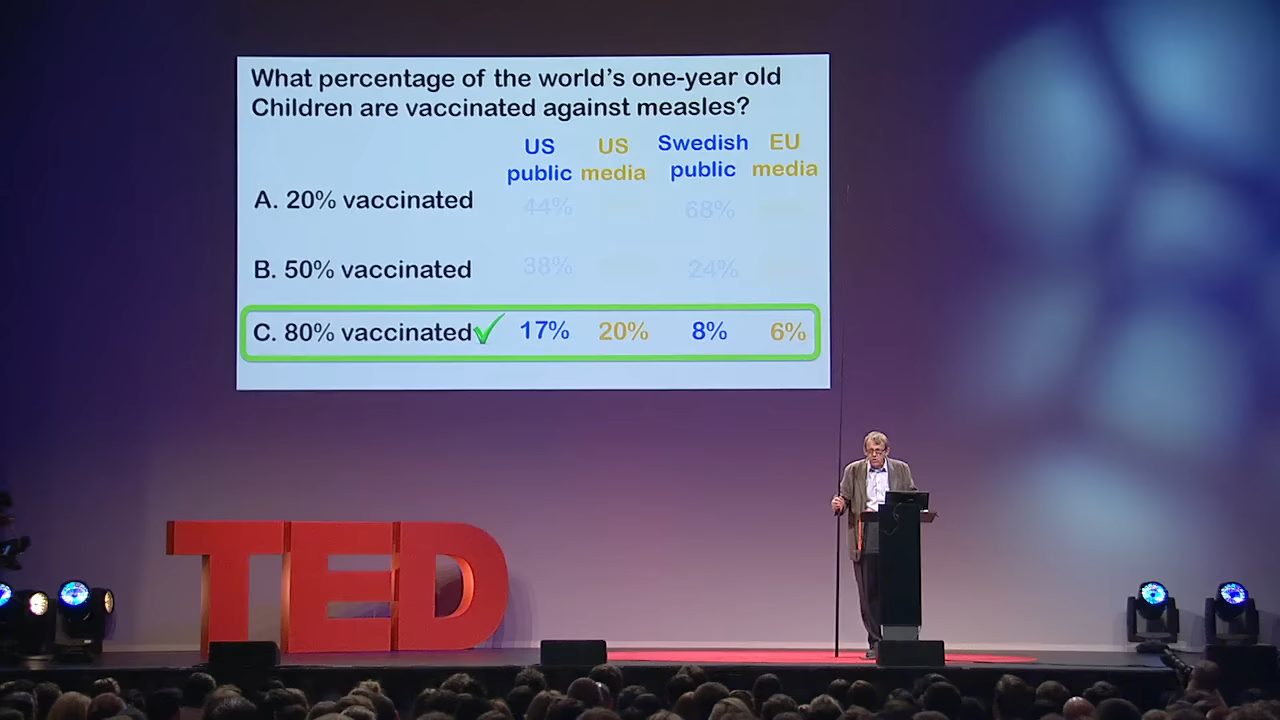 What percentage of the world's one-year old
Children are vaccinated against measles?
US public US media Swedish public EU media
A. 20% vaccinated 44% 68%
B. 50% vaccinated 38% 24%
C. 80% vaccinated 17% 20% 8% 6%
TED